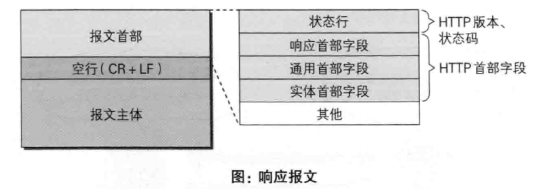 报文首部
空行(CR+LF)
报文主体
状态行
响应首部字段
通用首部字段
实体首部字段
其他
HTTP版本、
状态码
HTTP首部字段
图:响应报文